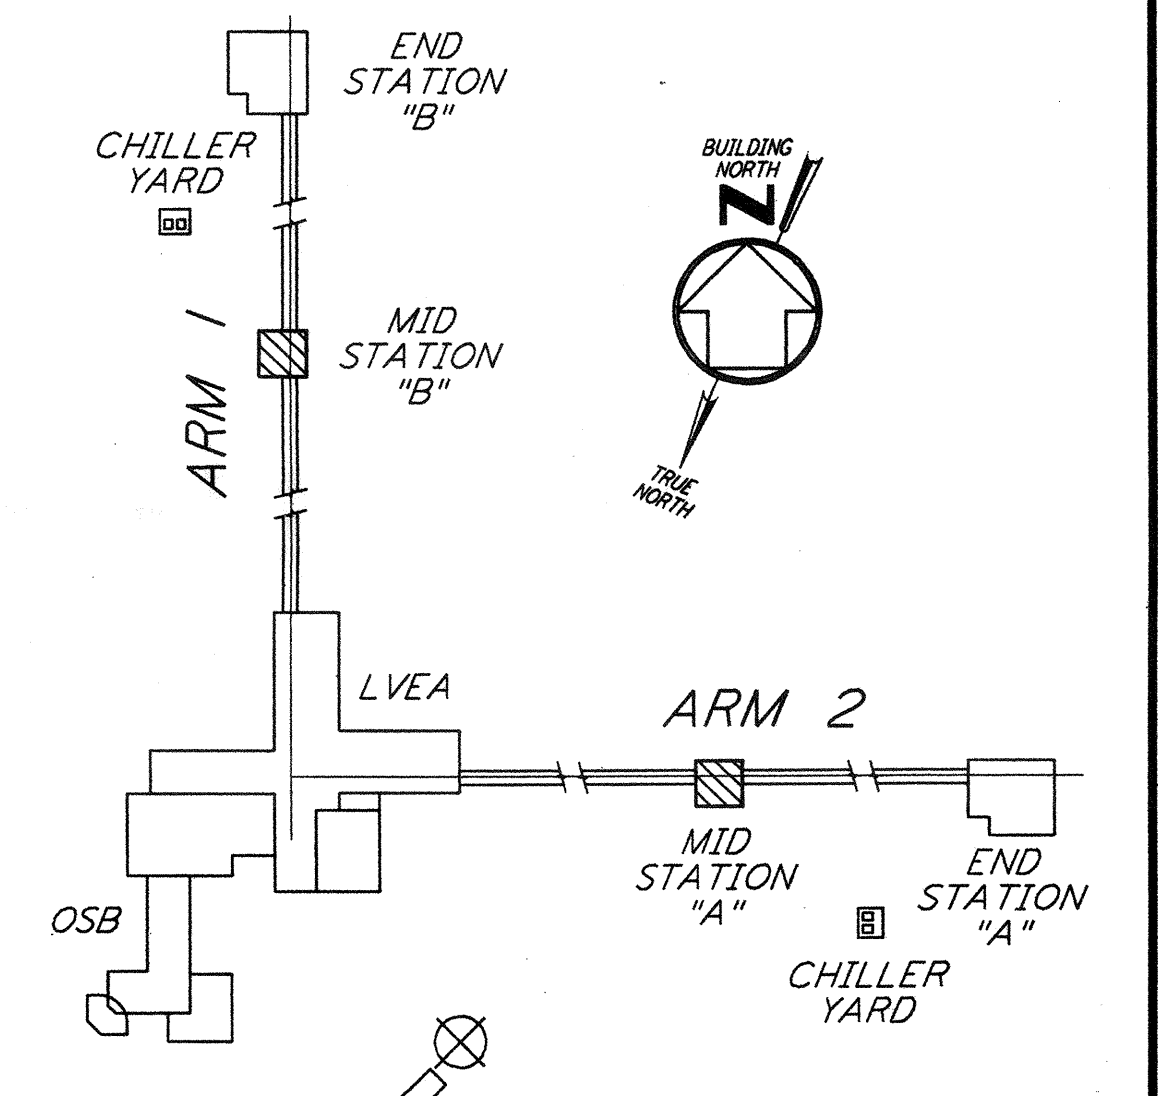 END
STATION
"B"
CHILLER
YARD
BUILDING
NORTH
N
MID
STATION
"B"
ARM 1
TRUE
NORTH
LVEA
ARM 2
MID
STATION
"A"
END
STATION
"A"
OSB
CHILLER
YARD